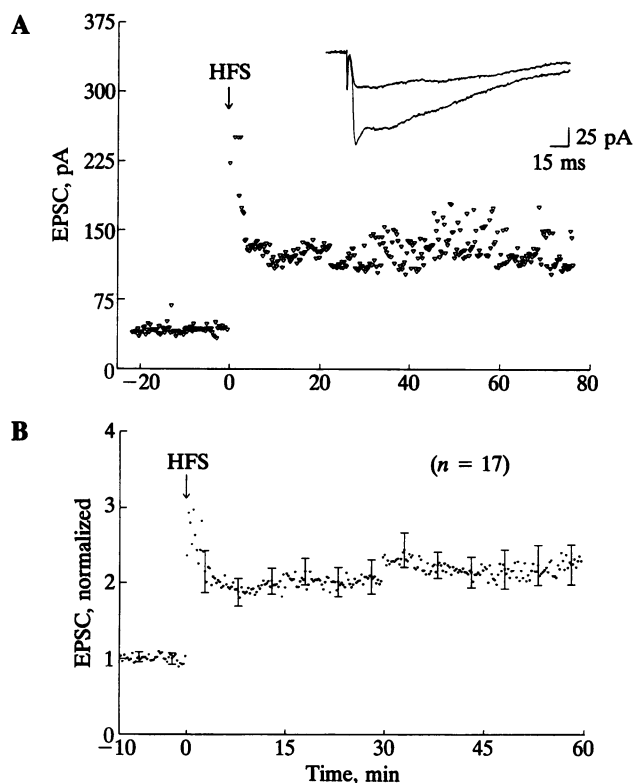 A
375
HFS
300
25 pA
15 ms
225
EPSC, pA
150
75
0
−20 0 20 40 60 80
B
4
HFS
(n = 17)
3
EPSC, normalized
2
1
0
−10 0 15 30 45 60
Time, min